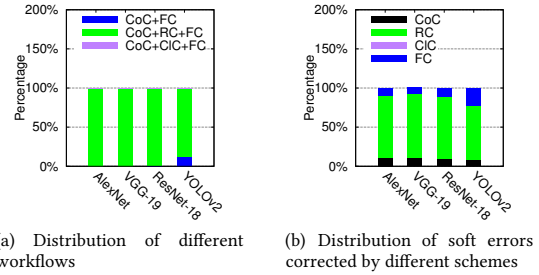 200%
150%
100%
50%
0%
Percentage
CoC+FC
CoC+RC+FC
CoC+ClC+FC
AlexNet
VGG-19
ResNet-18
YOLOv2
200%
150%
100%
50%
0%
Percentage
CoC
RC
ClC
FC
AlexNet
VGG-19
ResNet-18
YOLOv2
(a) Distribution of different
workflows
(b) Distribution of soft errors
corrected by different schemes